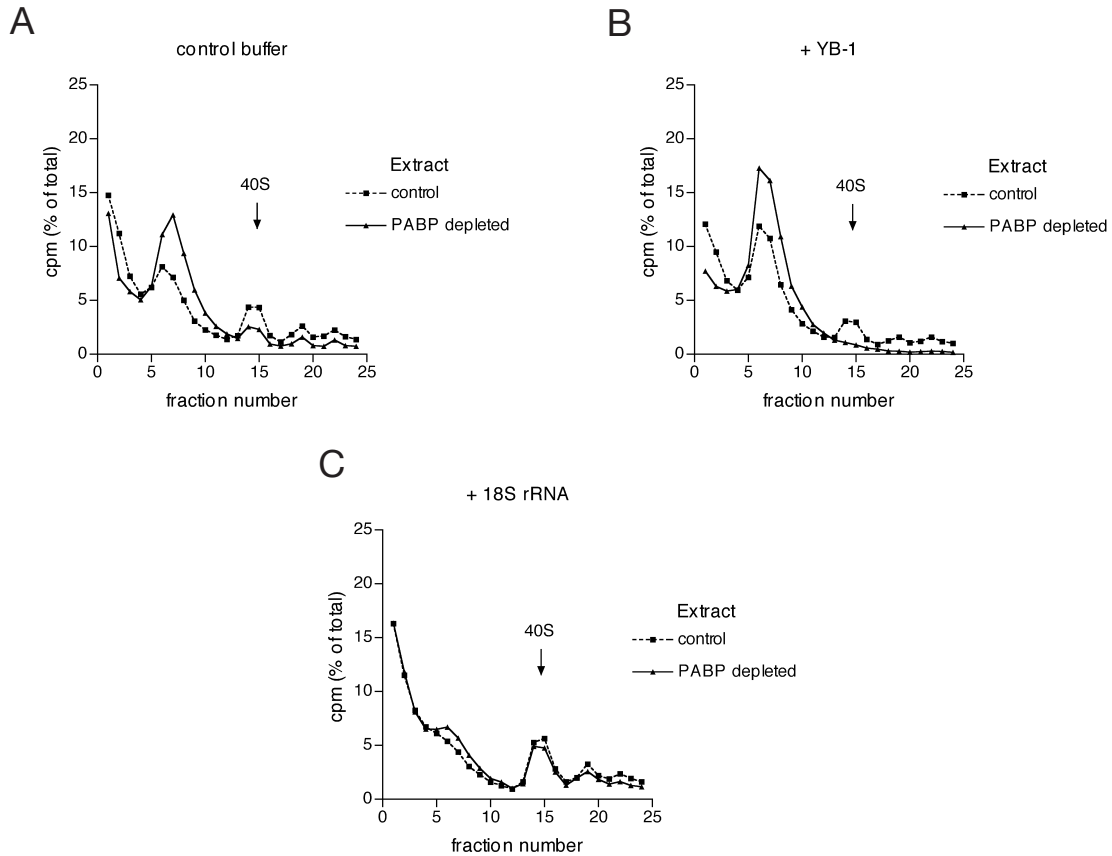 A
control buffer
25
20
15
10
5
0
cpm (% of total)
0 5 10 15 20 25
fraction number
40S
Extract
control
PABP depleted
B
+ YB-1
25
20
15
10
5
0
cpm (% of total)
0 5 10 15 20 25
fraction number
40S
Extract
control
PABP depleted
C
+ 18S rRNA
25
20
15
10
5
0
cpm (% of total)
0 5 10 15 20 25
fraction number
40S
Extract
control
PABP depleted